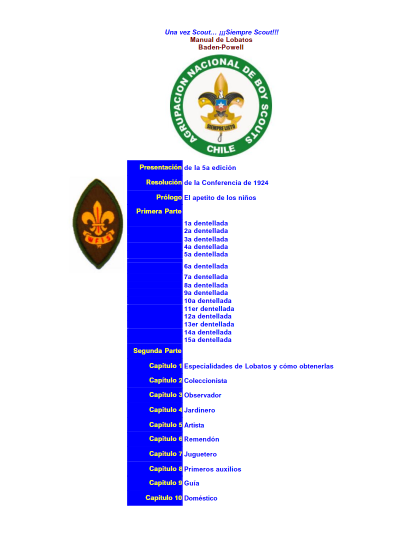 Una vez Scout... ¡¡¡Siempre Scout!!!
Manual de Lobatos
Baden-Powell
AGRUPACION NACIONAL DE BOY SCOUTS
SIEMPRE LISTO
CHILE
Presentación de la 5a edición
Resolución de la Conferencia de 1924
Prólogo El apetito de los niños
Primera Parte
1a dentellada
2a dentellada
3a dentellada
4a dentellada
5a dentellada
6a dentellada
7a dentellada
8a dentellada
9a dentellada
10a dentellada
11er dentellada
12a dentellada
13er dentellada
14a dentellada
15a dentellada
Segunda Parte
Capítulo 1 Especialidades de Lobatos y cómo obtenerlas
Capítulo 2 Coleccionista
Capítulo 3 Observador
Capítulo 4 Jardinero
Capítulo 5 Artista
Capítulo 6 Remendón
Capítulo 7 Juguetero
Capítulo 8 Primeros auxilios
Capítulo 9 Guía
Capítulo 10 Doméstico